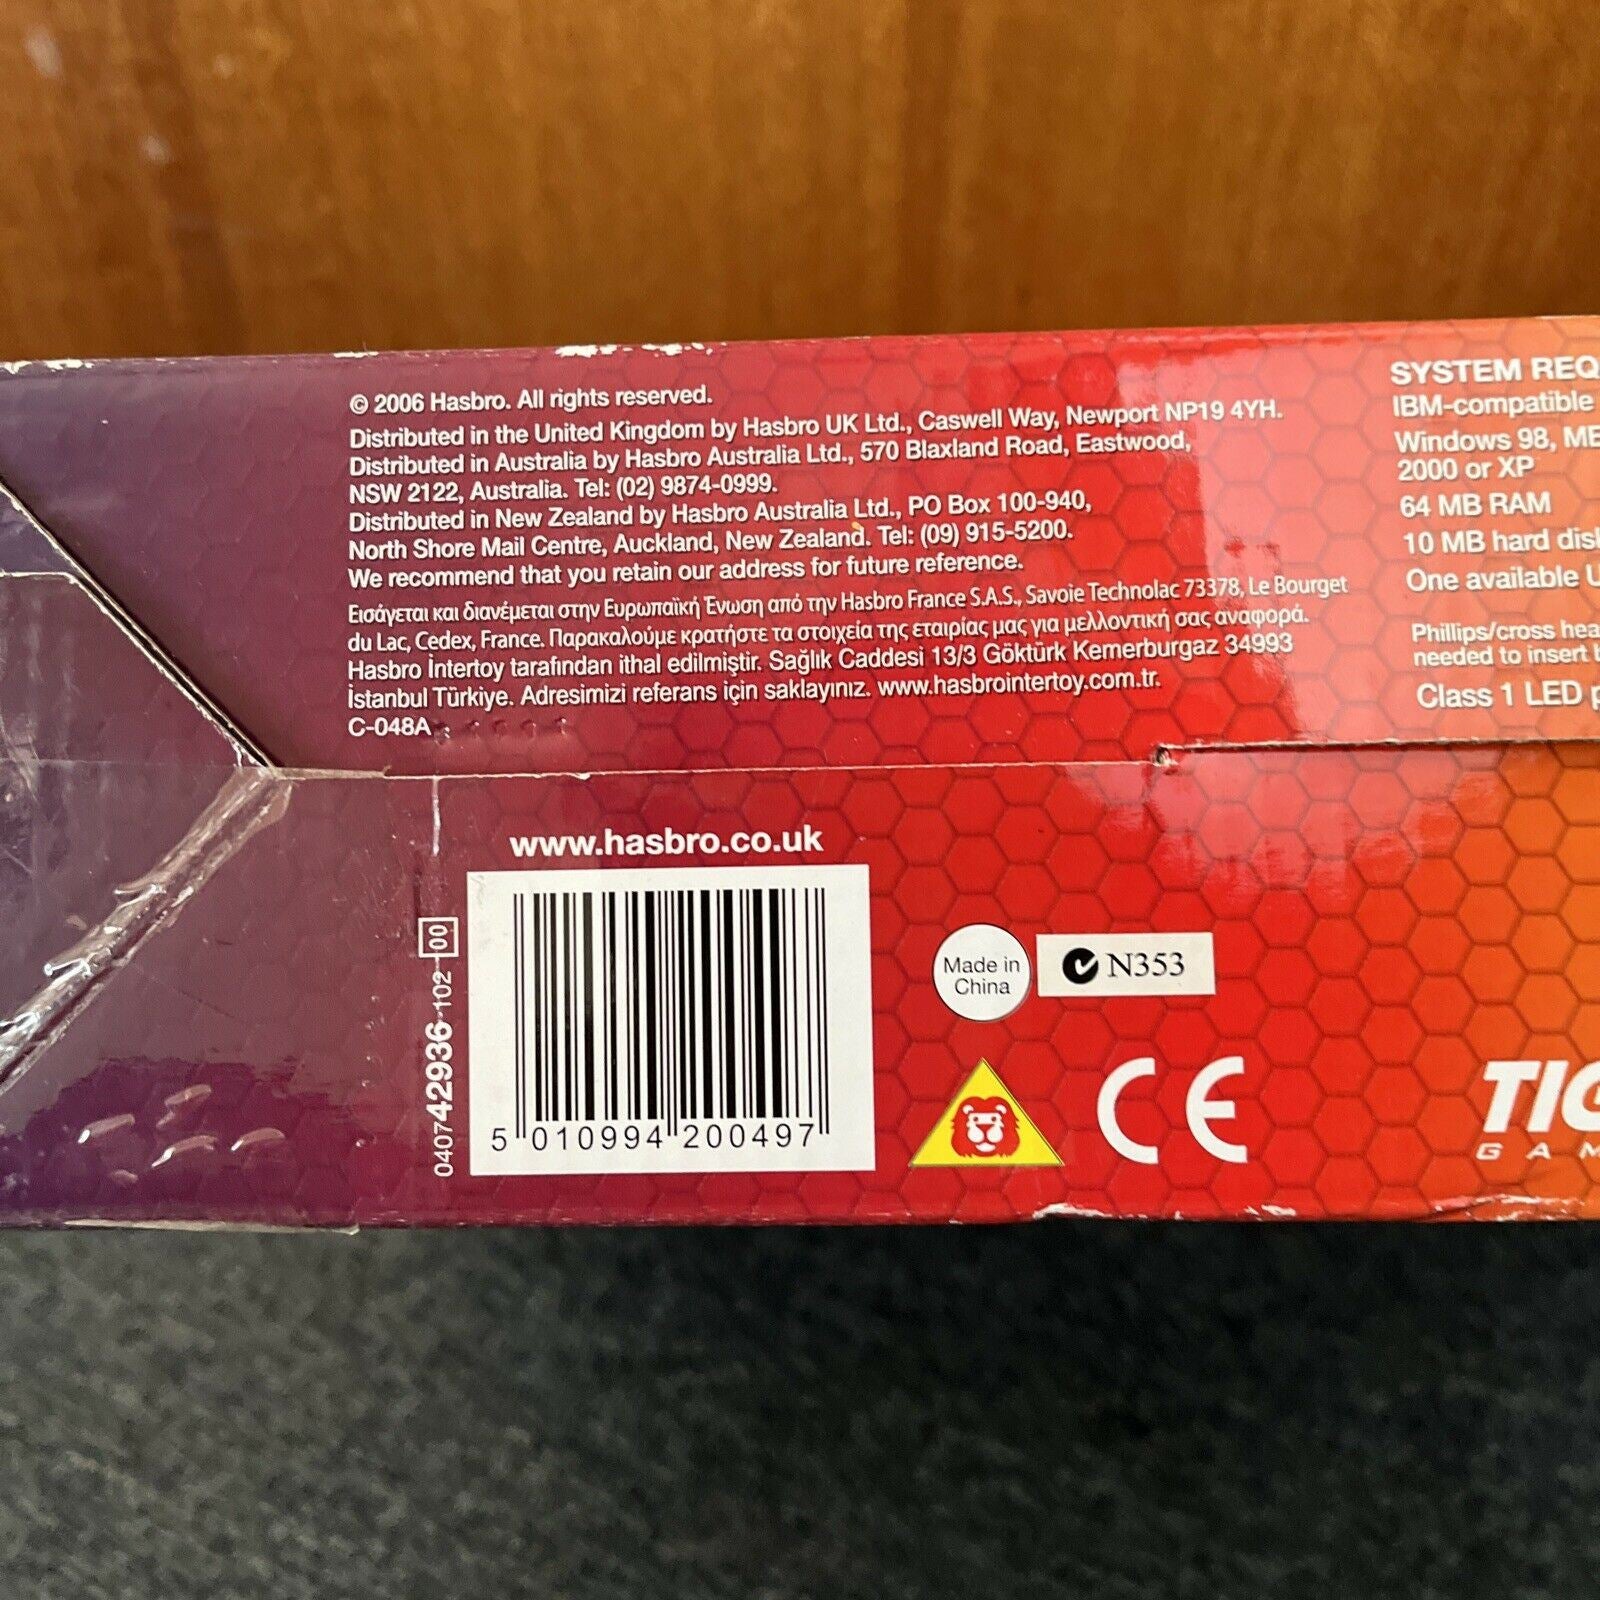 © 2006 Hasbro. All rights reserved.
Distributed in the United Kingdom by Hasbro UK Ltd., Caswell Way, Newport NP19 4YH.
Distributed in Australia by Hasbro Australia Ltd., 570 Blaxland Road, Eastwood,
NSW 2122, Australia. Tel: (02) 9874-0999.
Distributed in New Zealand by Hasbro Australia Ltd., PO Box 100-940,
North Shore Mail Centre, Auckland, New Zealand. Tel: (09) 915-5200.
We recommend that you retain our address for future reference.
Εισάγεται και διανέμεται στην Ευρωπαϊκή Ένωση από την Hasbro France S.A.S., Savoie Technolac 73378, Le Bourget
du Lac, Cedex, France. Παρακαλούμε κρατήστε τα στοιχεία της εταιρίας μας για μελλοντική σας αναφορά.
Hasbro İntertoy tarafından ithal edilmiştir. Sağlık Caddesi 13/3 Göktürk Kemerburgaz 34993
İstanbul Türkiye. Adresimizi referans için saklayınız. www.hasbrointertoy.com.tr.
C-048A
SYSTEM REQ
IBM-compatible
Windows 98, ME
2000 or XP
64 MB RAM
10 MB hard disk
One available U
Phillips/cross hea
needed to insert b
Class 1 LED p
www.hasbro.co.uk
040742936-102 00
5 010994 200497
Made in
China
N353
CE
TIG
GAM